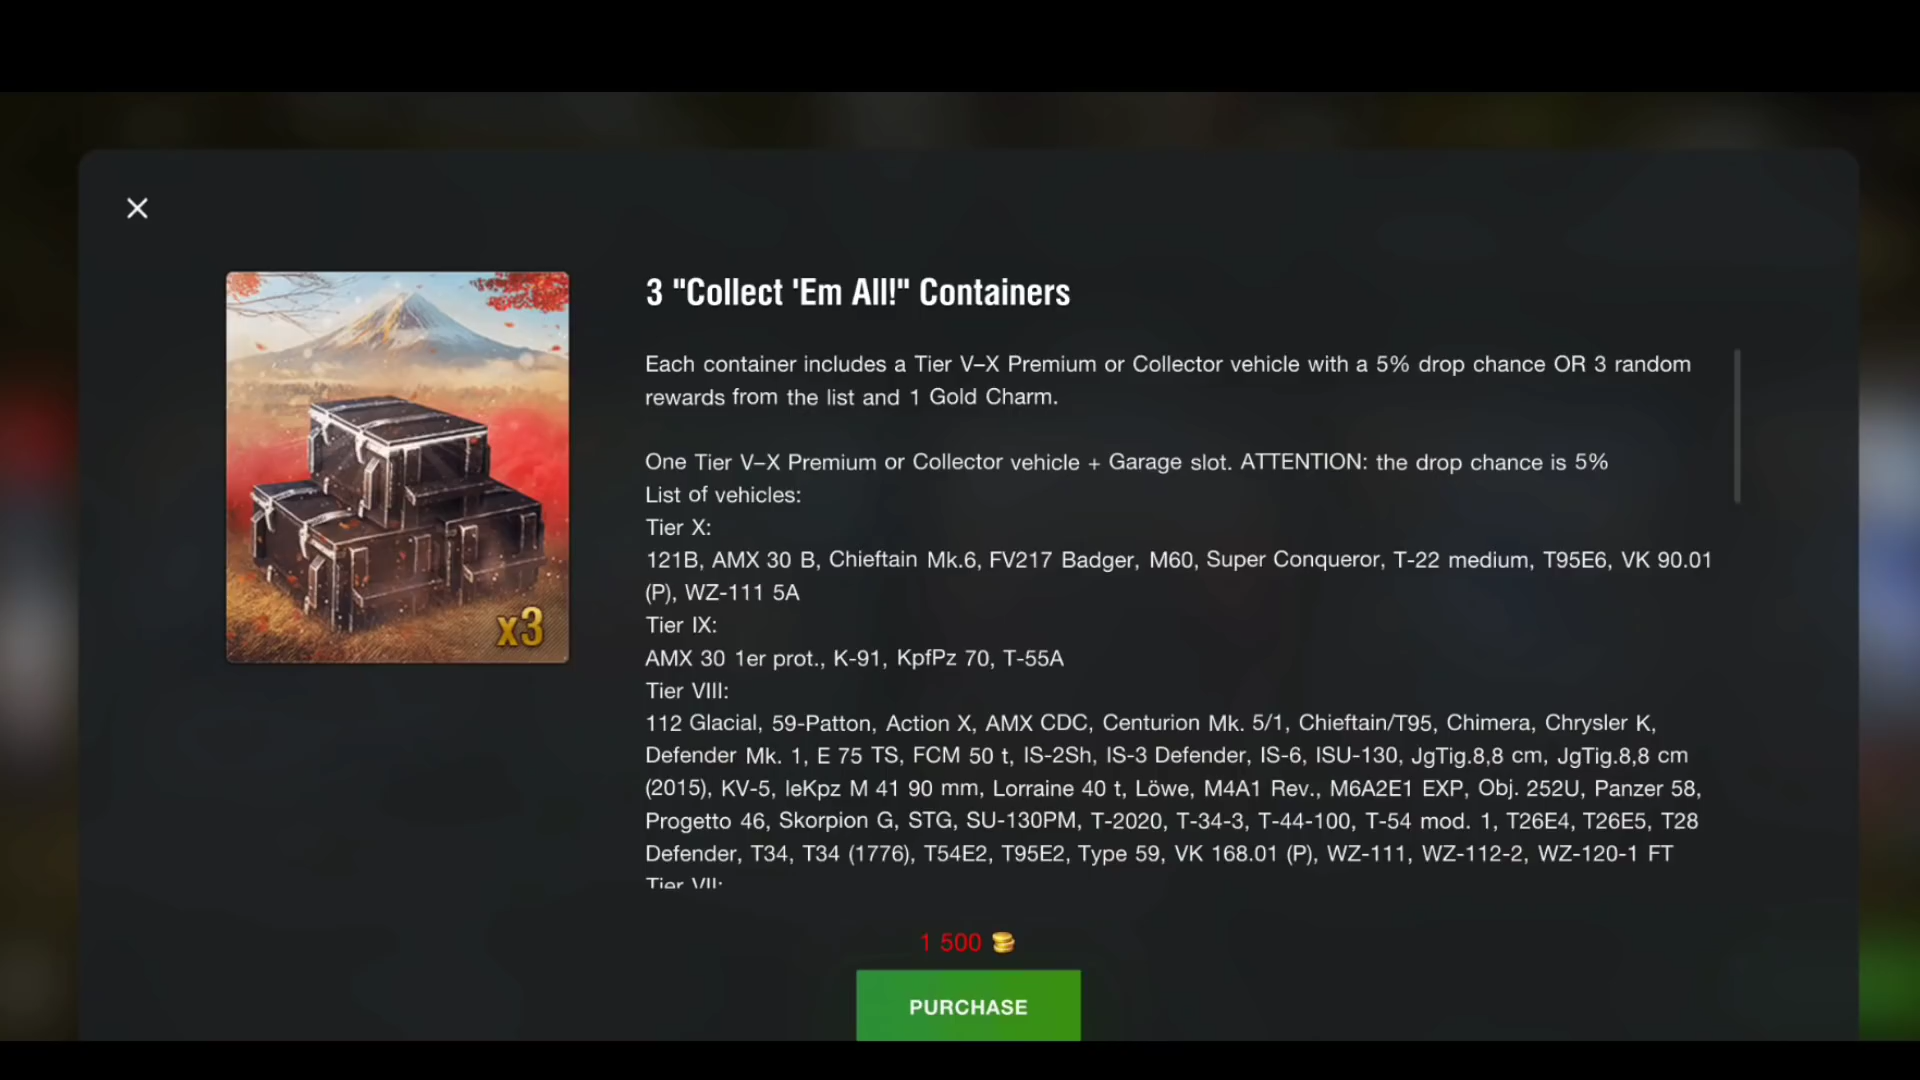 3 "Collect 'Em All!" Containers
Each container includes a Tier V–X Premium or Collector vehicle with a 5% drop chance OR 3 random
rewards from the list and 1 Gold Charm.
One Tier V–X Premium or Collector vehicle + Garage slot. ATTENTION: the drop chance is 5%
List of vehicles:
Tier X:
121B, AMX 30 B, Chieftain Mk.6, FV217 Badger, M60, Super Conqueror, T-22 medium, T95E6, VK 90.01
(P), WZ-111 5A
Tier IX:
AMX 30 1er prot., K-91, KpfPz 70, T-55A
Tier VIII:
112 Glacial, 59-Patton, Action X, AMX CDC, Centurion Mk. 5/1, Chieftain/T95, Chimera, Chrysler K,
Defender Mk. 1, E 75 TS, FCM 50 t, IS-2Sh, IS-3 Defender, IS-6, ISU-130, JgTig.8,8 cm, JgTig.8,8 cm
(2015), KV-5, leKpz M 41 90 mm, Lorraine 40 t, Löwe, M4A1 Rev., M6A2E1 EXP, Obj. 252U, Panzer 58,
Progetto 46, Skorpion G, STG, SU-130PM, T-2020, T-34-3, T-44-100, T-54 mod. 1, T26E4, T26E5, T28
Defender, T34, T34 (1776), T54E2, T95E2, Type 59, VK 168.01 (P), WZ-111, WZ-112-2, WZ-120-1 FT
Tier VII:
x3
1 500
PURCHASE